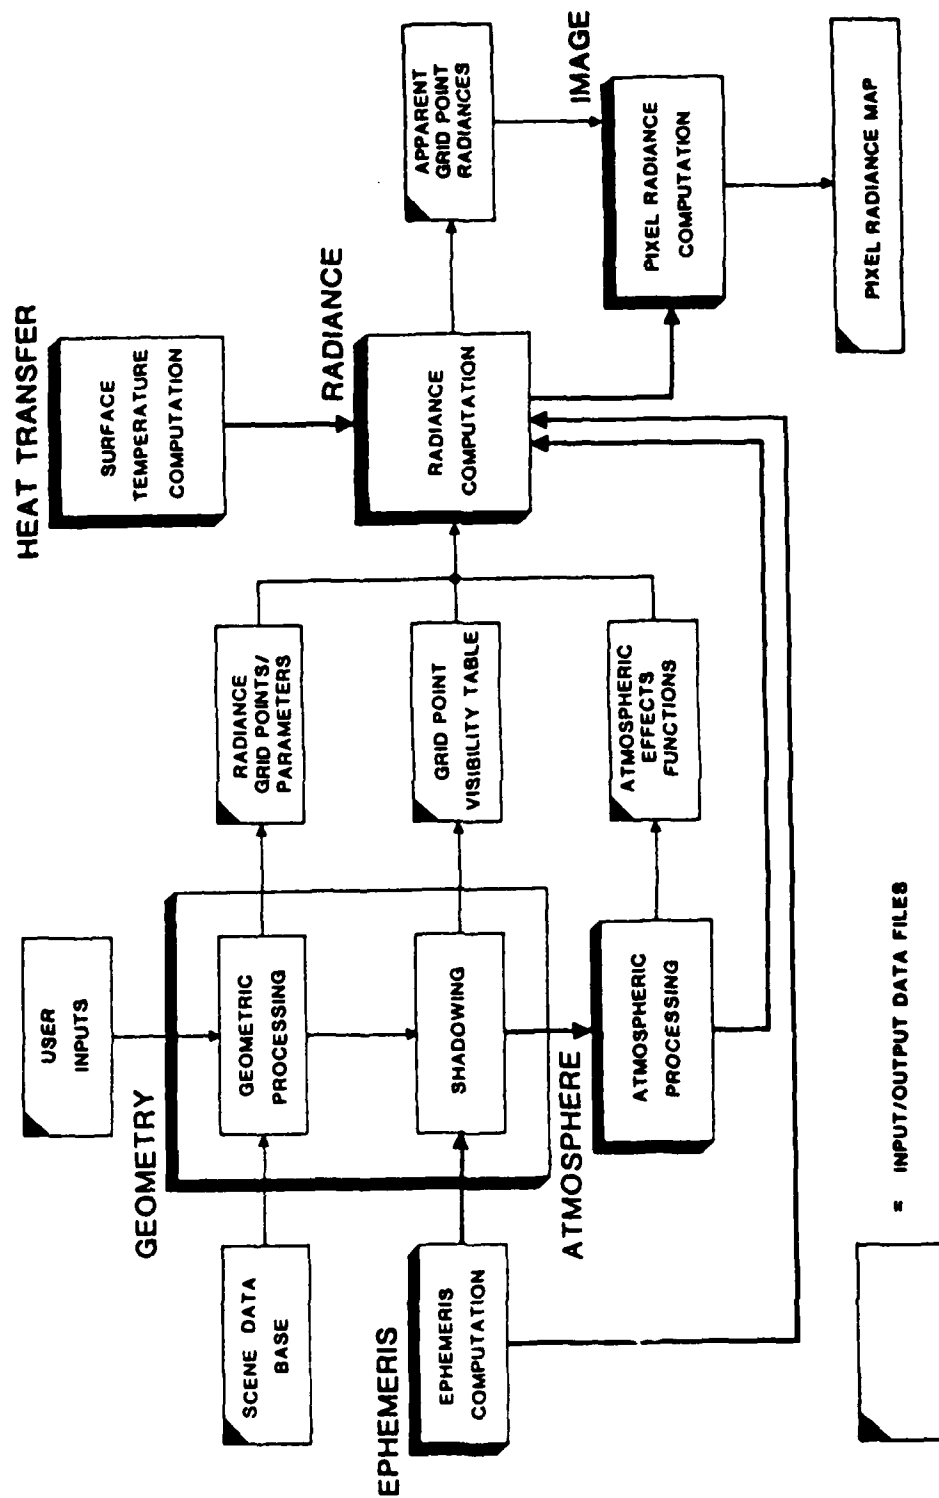 HEAT TRANSFER
USER
INPUTS
SURFACE
TEMPERATURE
COMPUTATION
GEOMETRY
RADIANCE
SCENE DATA
BASE
GEOMETRIC
PROCESSING
RADIANCE
GRID POINTS/
PARAMETERS
RADIANCE
COMPUTATION
APPARENT
GRID POINT
RADIANCES
EPHEMERIS
EPHEMERIS
COMPUTATION
SHADOWING
GRID POINT
VISIBILITY TABLE
ATMOSPHERE
IMAGE
ATMOSPHERIC
PROCESSING
ATMOSPHERIC
EFFECTS
FUNCTIONS
PIXEL RADIANCE
COMPUTATION
PIXEL RADIANCE MAP
= INPUT/OUTPUT DATA FILES